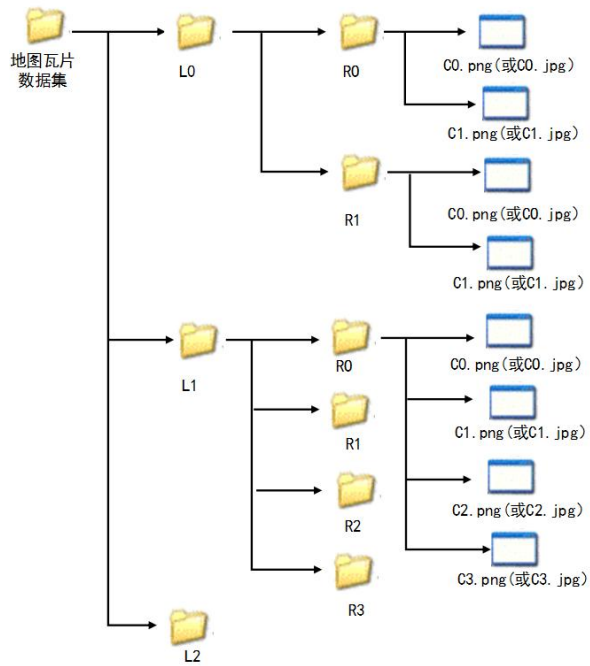 地图瓦片
数据集
L0
R0
C0.png(或C0.jpg)
C1.png(或C1.jpg)
R1
C0.png(或C0.jpg)
C1.png(或C1.jpg)
L1
R0
C0.png(或C0.jpg)
C1.png(或C1.jpg)
R1
C2.png(或C2.jpg)
R2
C3.png(或C3.jpg)
R3
L2